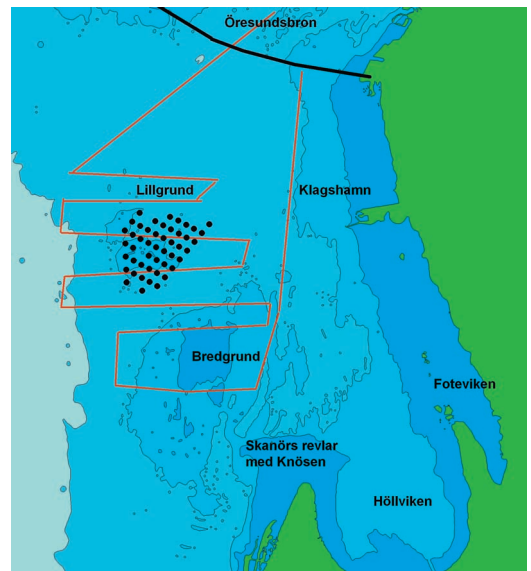 Öresundsbron
Lillgrund
Klagshamn
Bredgrund
Foteviken
Skanörs revlar
med Knösen
Höllviken